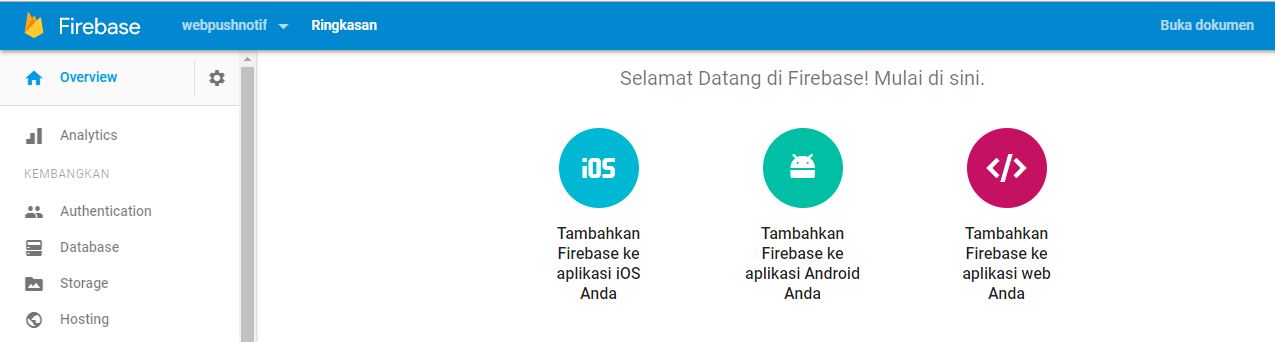 Firebase webpushnotif Ringkasan Buka dokumen
Overview
Analytics
KEMBANGKAN
Authentication
Database
Storage
Hosting
Selamat Datang di Firebase! Mulai di sini.
iOS
Tambahkan
Firebase ke
aplikasi iOS
Anda
Tambahkan
Firebase ke
aplikasi Android
Anda
</>
Tambahkan
Firebase ke
aplikasi web
Anda